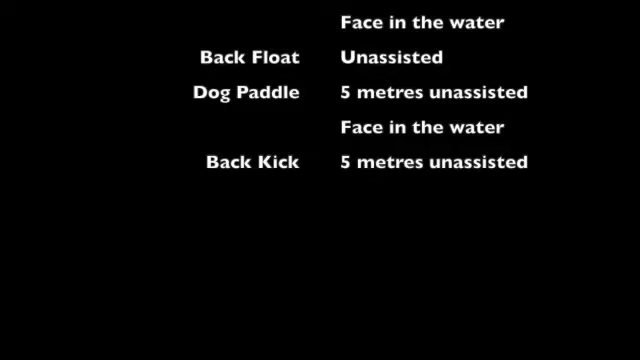 Face in the water
Back Float Unassisted
Dog Paddle 5 metres unassisted
Face in the water
Back Kick 5 metres unassisted